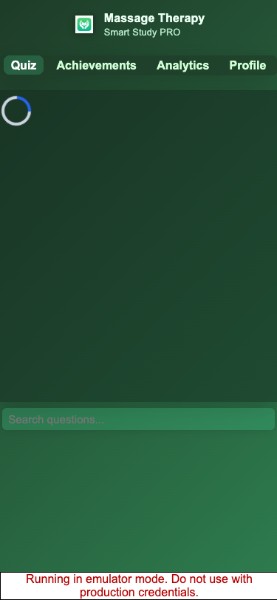 Massage Therapy
Smart Study PRO
Quiz
Achievements
Analytics
Profile
Search questions...
Running in emulator mode. Do not use with
production credentials.